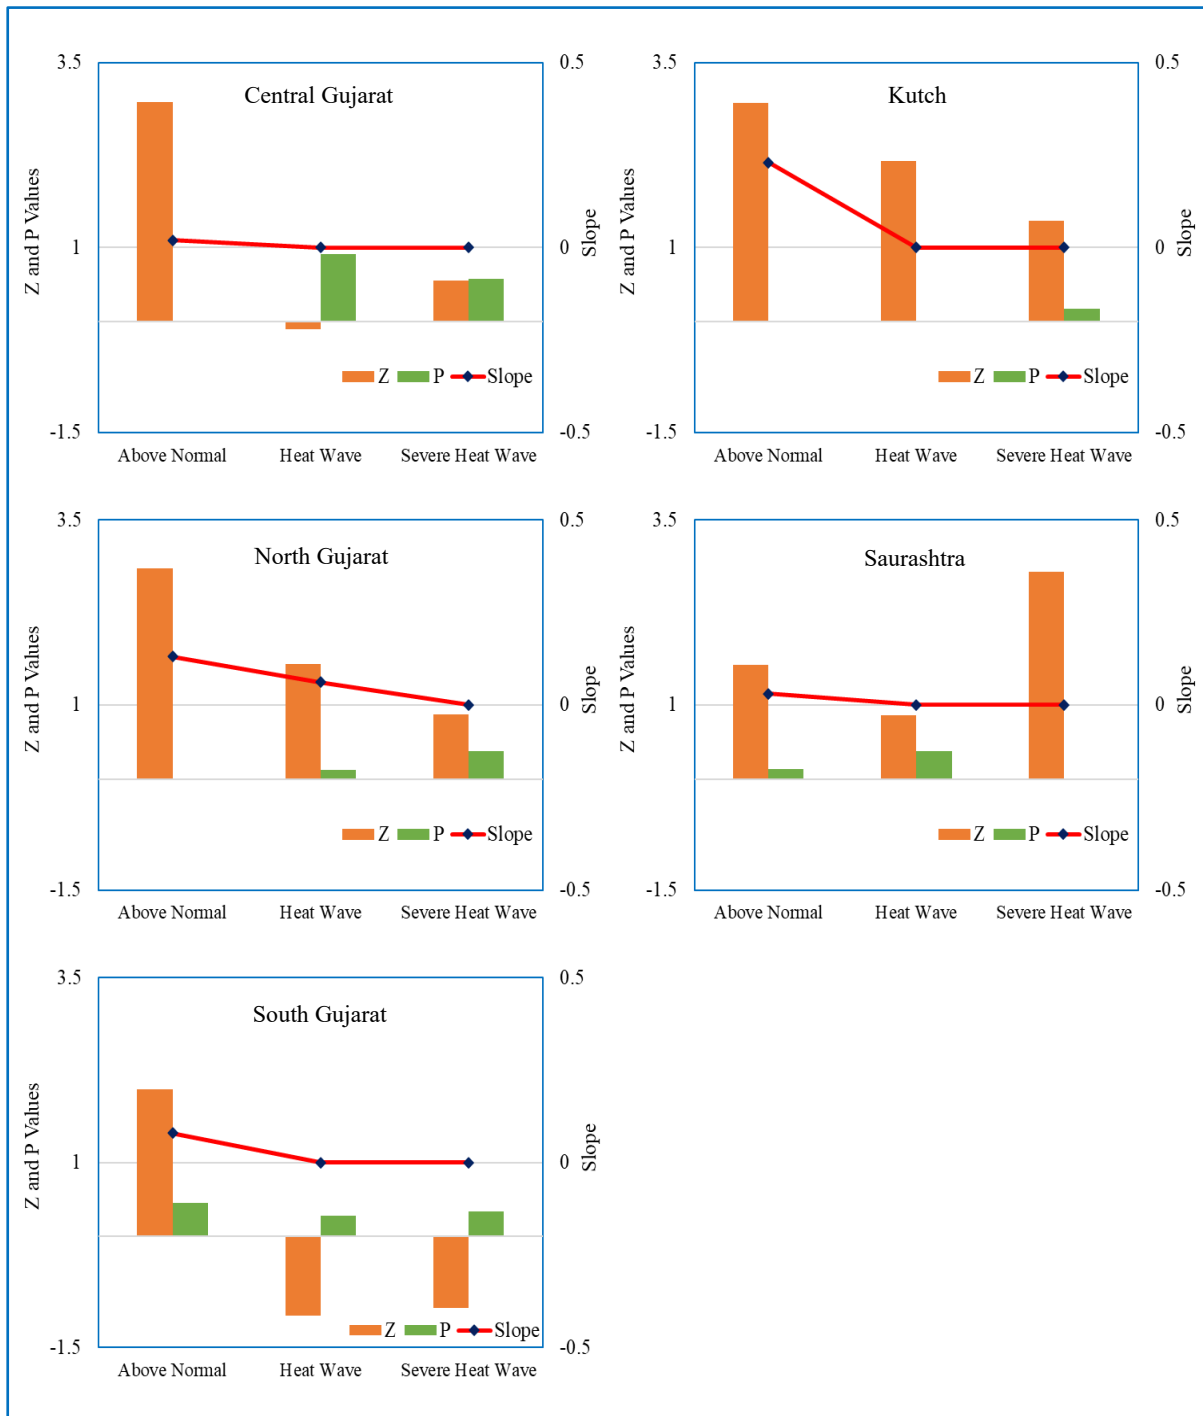 Central Gujarat
3.5
1
-1.5
Z and P Values
0.5
0
-0.5
Slope
Z P Slope
Above Normal Heat Wave Severe Heat Wave
Kutch
3.5
1
-1.5
Z and P Values
0.5
0
-0.5
Slope
Z P Slope
Above Normal Heat Wave Severe Heat Wave
North Gujarat
3.5
1
-1.5
Z and P Values
0.5
0
-0.5
Slope
Z P Slope
Above Normal Heat Wave Severe Heat Wave
Saurashtra
3.5
1
-1.5
Z and P Values
0.5
0
-0.5
Slope
Z P Slope
Above Normal Heat Wave Severe Heat Wave
South Gujarat
3.5
1
-1.5
Z and P Values
0.5
0
-0.5
Slope
Z P Slope
Above Normal Heat Wave Severe Heat Wave